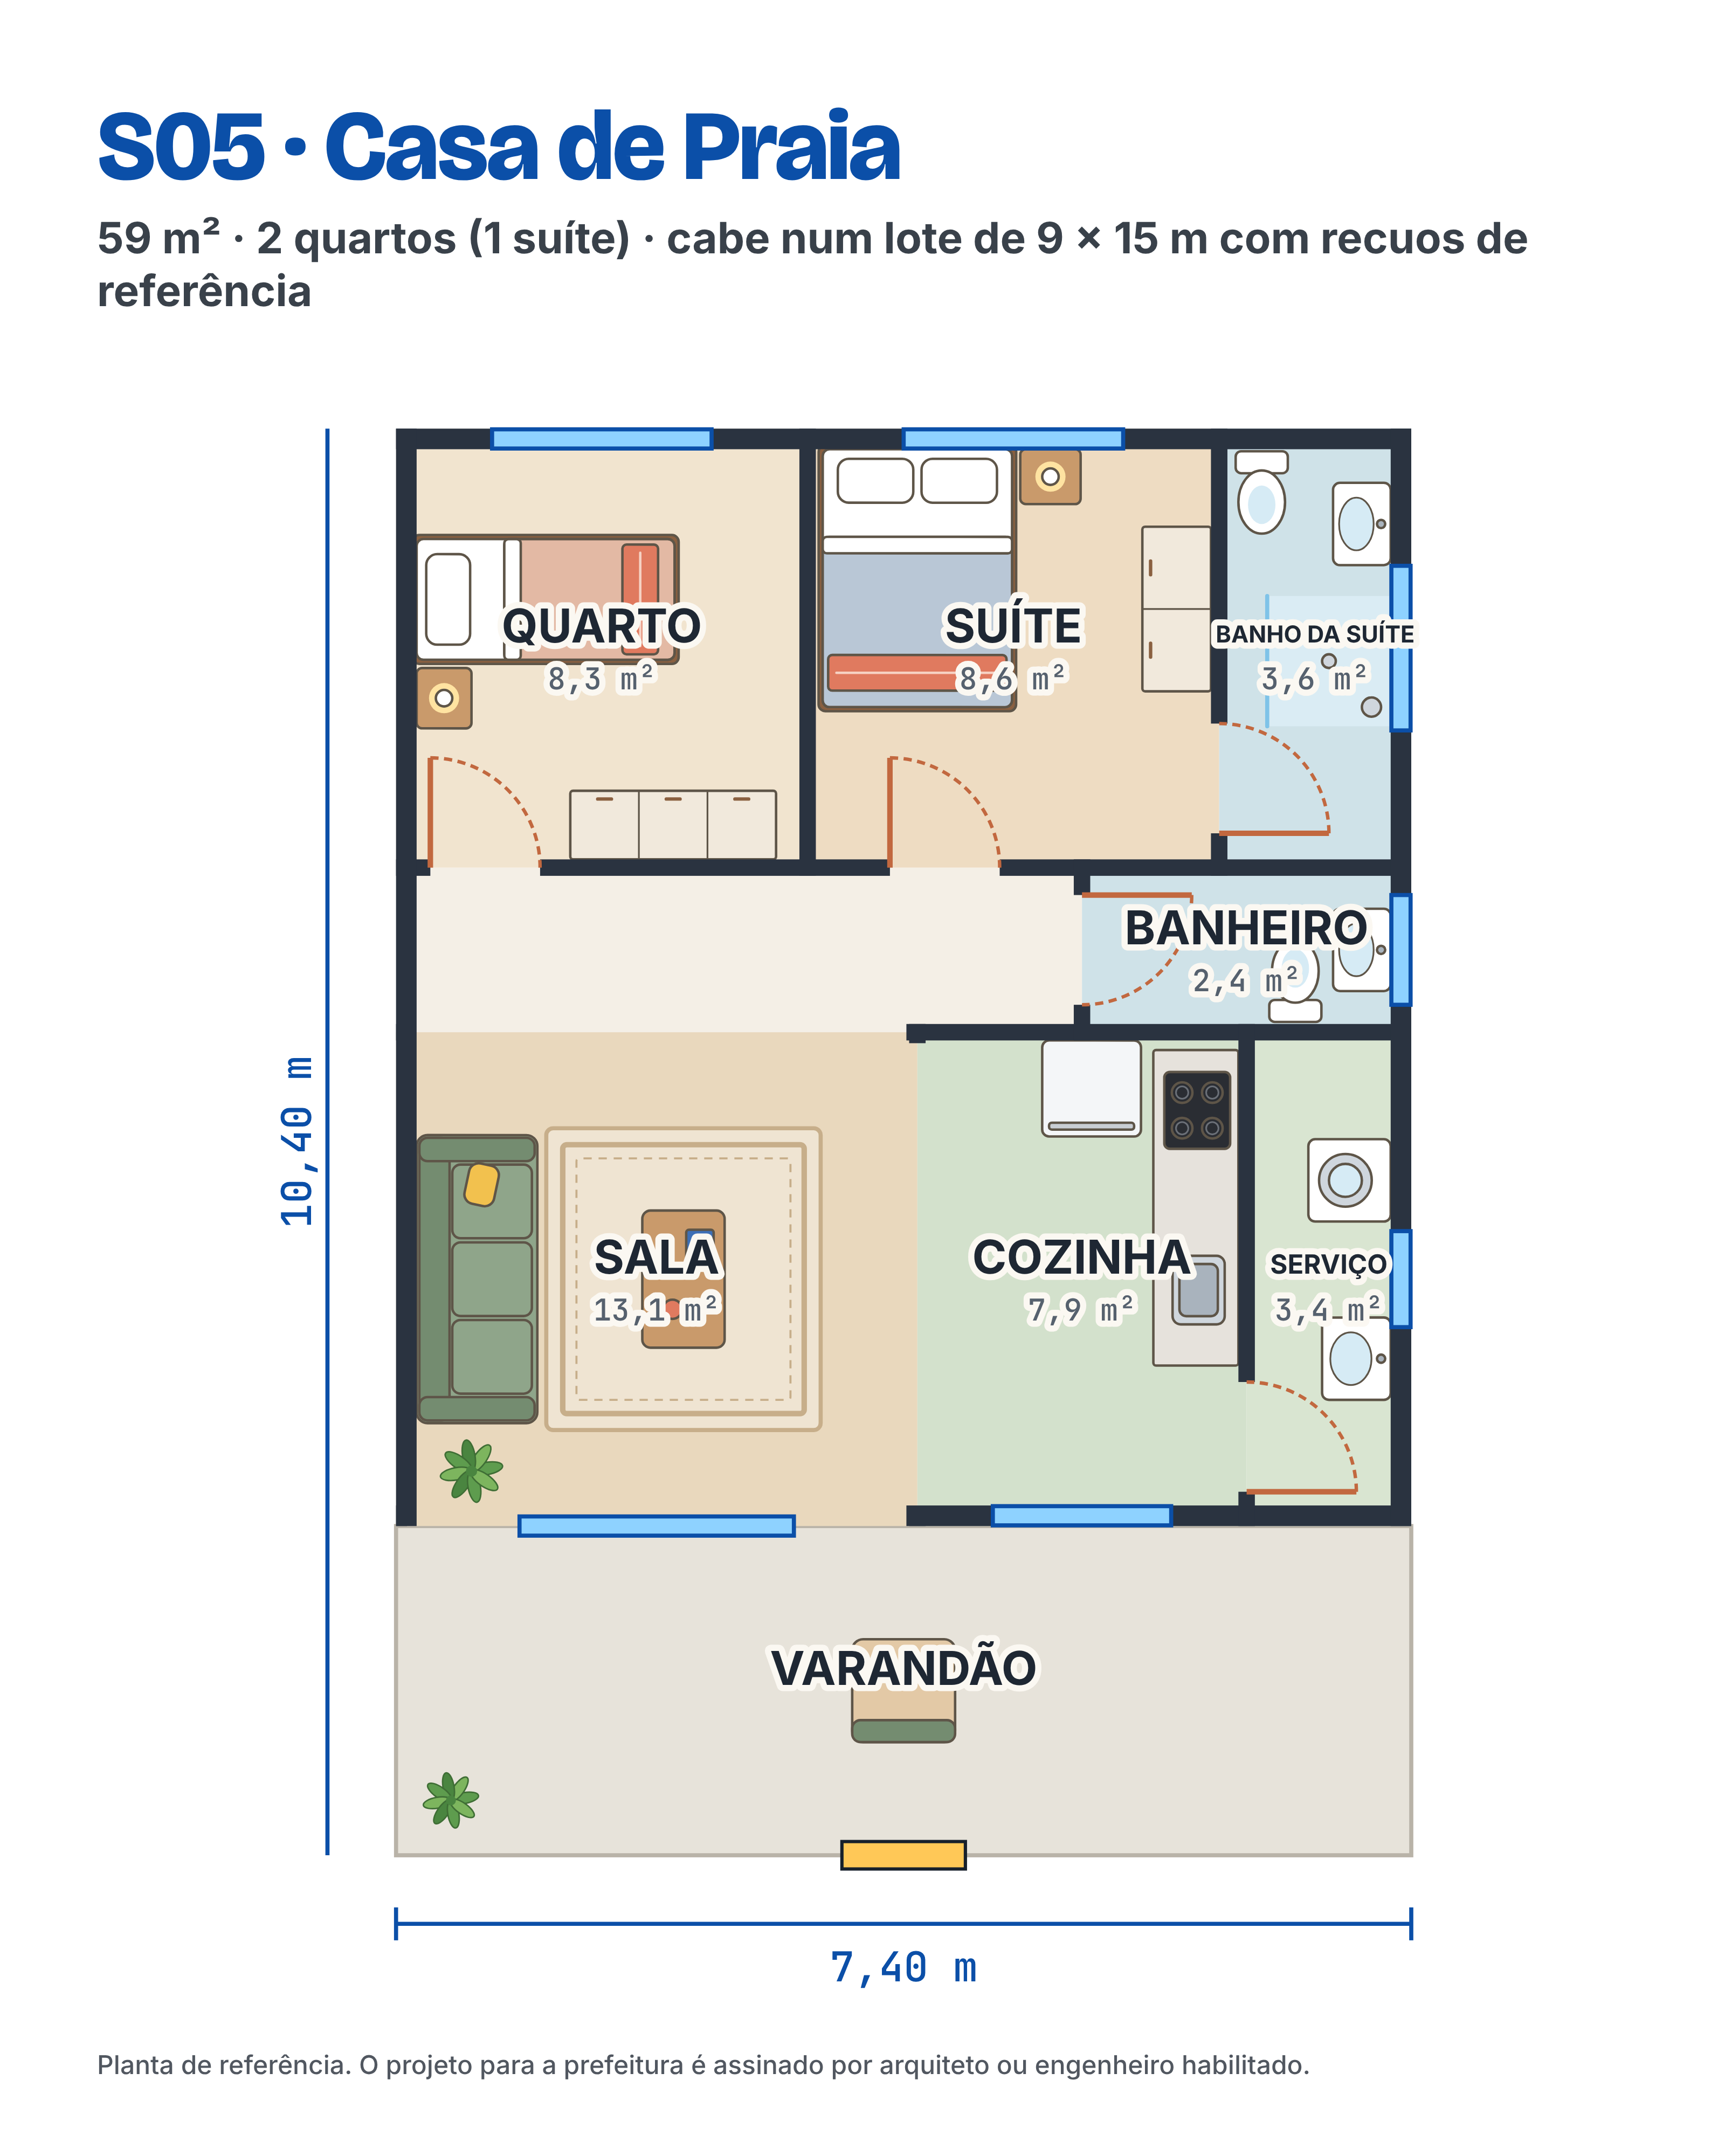 S05 · Casa de Praia
59 m² · 2 quartos (1 suíte) · cabe num lote de 9 × 15 m com recuos de
referência
QUARTO
8,3 m²
SUÍTE
8,6 m²
BANHO DA SUÍTE
3,6 m²
BANHEIRO
2,4 m²
10,40 m
SALA
13,1 m²
COZINHA
7,9 m²
SERVIÇO
3,4 m²
VARANDÃO
7,40 m
Planta de referência. O projeto para a prefeitura é assinado por arquiteto ou engenheiro habilitado.